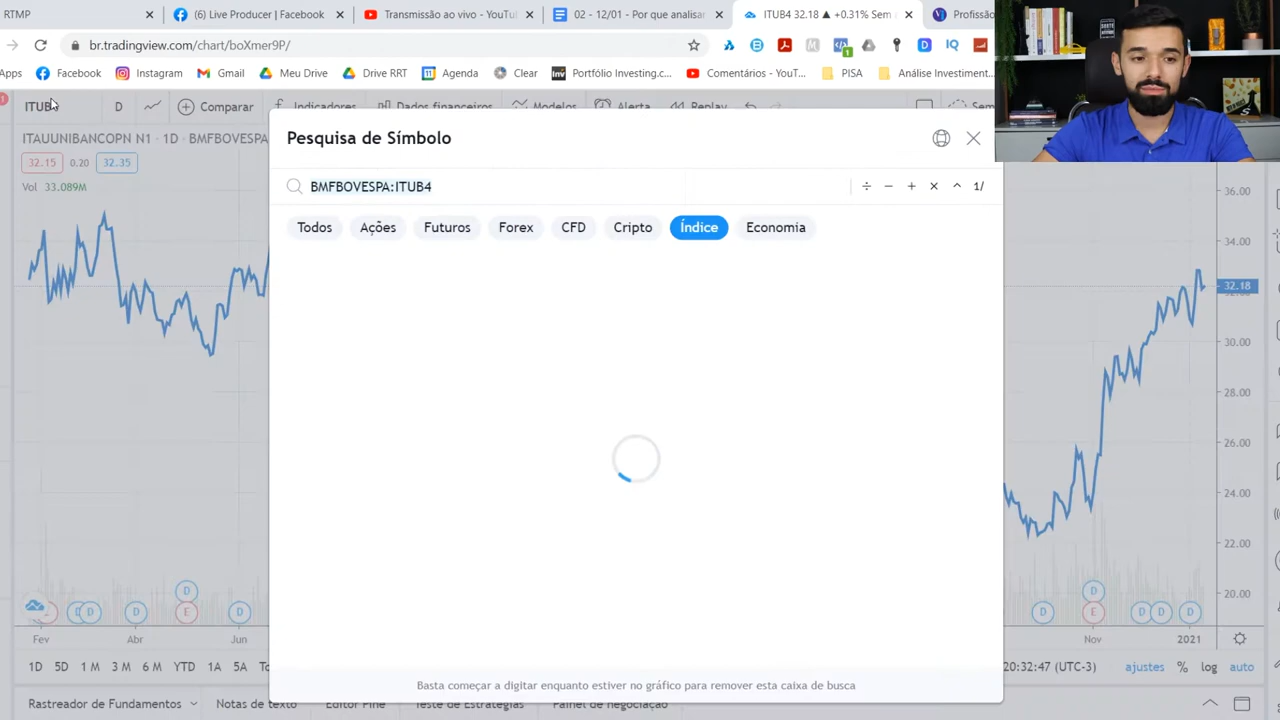 RTMP
(6) Live Producer | Facebook
Transmissão ao vivo - YouTu
02 - 12/01 - Por que analisar
ITUB4 32.18 ▲ +0.31% Sem
Profissão
br.tradingview.com/chart/boXmer9P/
Apps
Facebook
Instagram
Gmail
Meu Drive
Drive RRT
Agenda
Clear
Portfólio Investing.c...
Comentários - YouT...
PISA
Análise Investiment...
ITUB4
D
Comparar
Indicadores
Dados financeiros
Modelos
Alerta
Replay
Sem
ITAUUNIBANCOPN N1 · 1D · BMFBOVESPA
32.15 0.20 32.35
Vol 33.089M
Pesquisa de Símbolo
BMFBOVESPA:ITUB4
÷ − + × ^ 1/
Todos
Ações
Futuros
Forex
CFD
Cripto
Índice
Economia
36.00
34.00
32.18
30.00
28.00
26.00
24.00
22.00
20.00
D
E D D D D
D
D E D D D
Fev
Abr
Jun
Nov
2021
1D 5D 1 M 3 M 6 M YTD 1A 5A To
20:32:47 (UTC-3)
ajustes % log auto
Basta começar a digitar enquanto estiver no gráfico para remover esta caixa de busca
Rastreador de Fundamentos
Notas de texto
Editor Pine
Teste de Estratégias
Painel de negociação